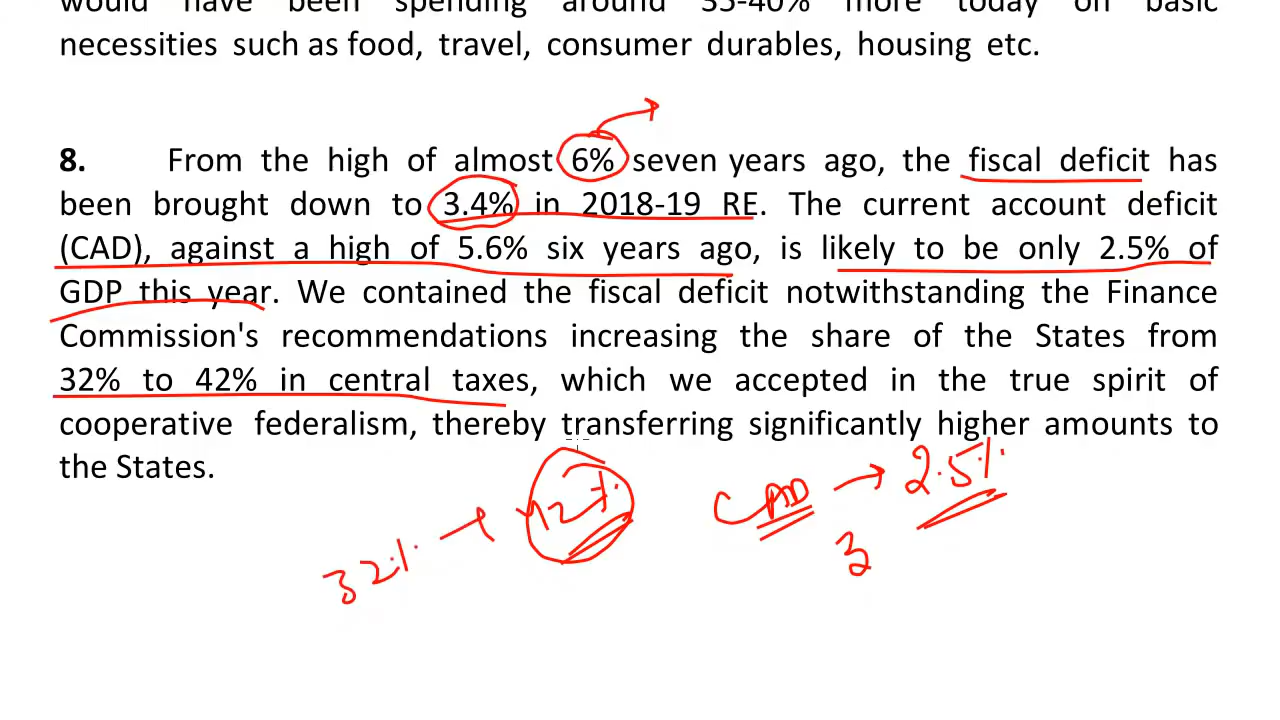 would have been spending around 35-40% more today on basic
necessities such as food, travel, consumer durables, housing etc.
8. From the high of almost 6% seven years ago, the fiscal deficit has
been brought down to 3.4% in 2018-19 RE. The current account deficit
(CAD), against a high of 5.6% six years ago, is likely to be only 2.5% of
GDP this year. We contained the fiscal deficit notwithstanding the Finance
Commission's recommendations increasing the share of the States from
32% to 42% in central taxes, which we accepted in the true spirit of
cooperative federalism, thereby transferring significantly higher amounts to
the States.
32% → 42%
CAD → 2.5%
3